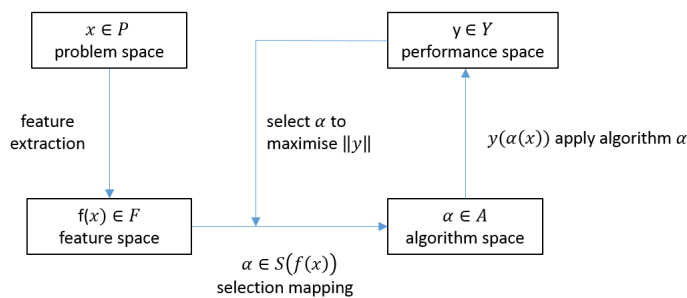 𝑥 ∈ 𝑃
problem space
y ∈ 𝑌
performance space
feature
extraction
select 𝛼 to
maximise ‖𝑦‖
𝑦(𝛼(𝑥)) apply algorithm 𝛼
f(𝑥) ∈ 𝐹
feature space
𝛼 ∈ 𝐴
algorithm space
𝛼 ∈ 𝑆(𝑓(𝑥))
selection mapping